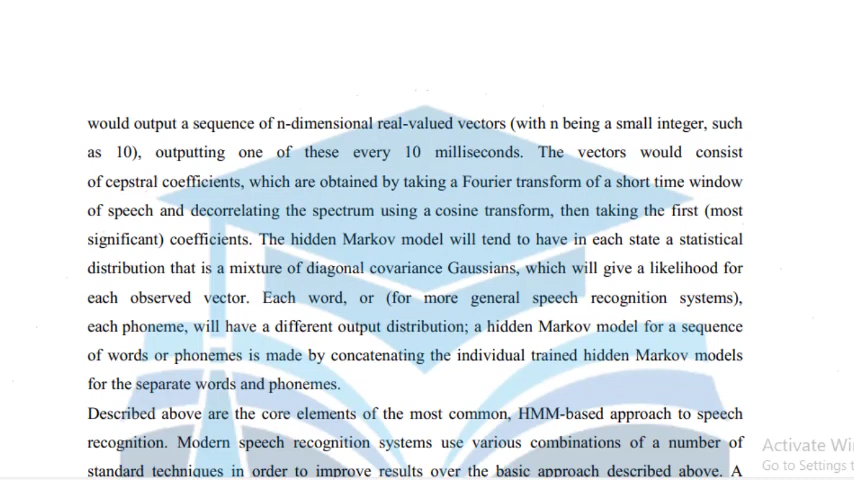 would output a sequence of n-dimensional real-valued vectors (with n being a small integer, such
as 10), outputting one of these every 10 milliseconds. The vectors would consist
of cepstral coefficients, which are obtained by taking a Fourier transform of a short time window
of speech and decorrelating the spectrum using a cosine transform, then taking the first (most
significant) coefficients. The hidden Markov model will tend to have in each state a statistical
distribution that is a mixture of diagonal covariance Gaussians, which will give a likelihood for
each observed vector. Each word, or (for more general speech recognition systems),
each phoneme, will have a different output distribution; a hidden Markov model for a sequence
of words or phonemes is made by concatenating the individual trained hidden Markov models
for the separate words and phonemes.
Described above are the core elements of the most common, HMM-based approach to speech
recognition. Modern speech recognition systems use various combinations of a number of
standard techniques in order to improve results over the basic approach described above. A
Activate
Go to Settings